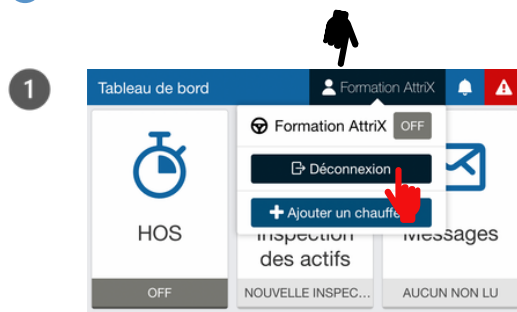 1
Tableau de bord
Formation AttriX
Formation AttriX OFF
Déconnexion
Ajouter un chauffe
HOS
Inspection
des actifs
Messages
OFF
NOUVELLE INSPEC...
AUCUN NON LU